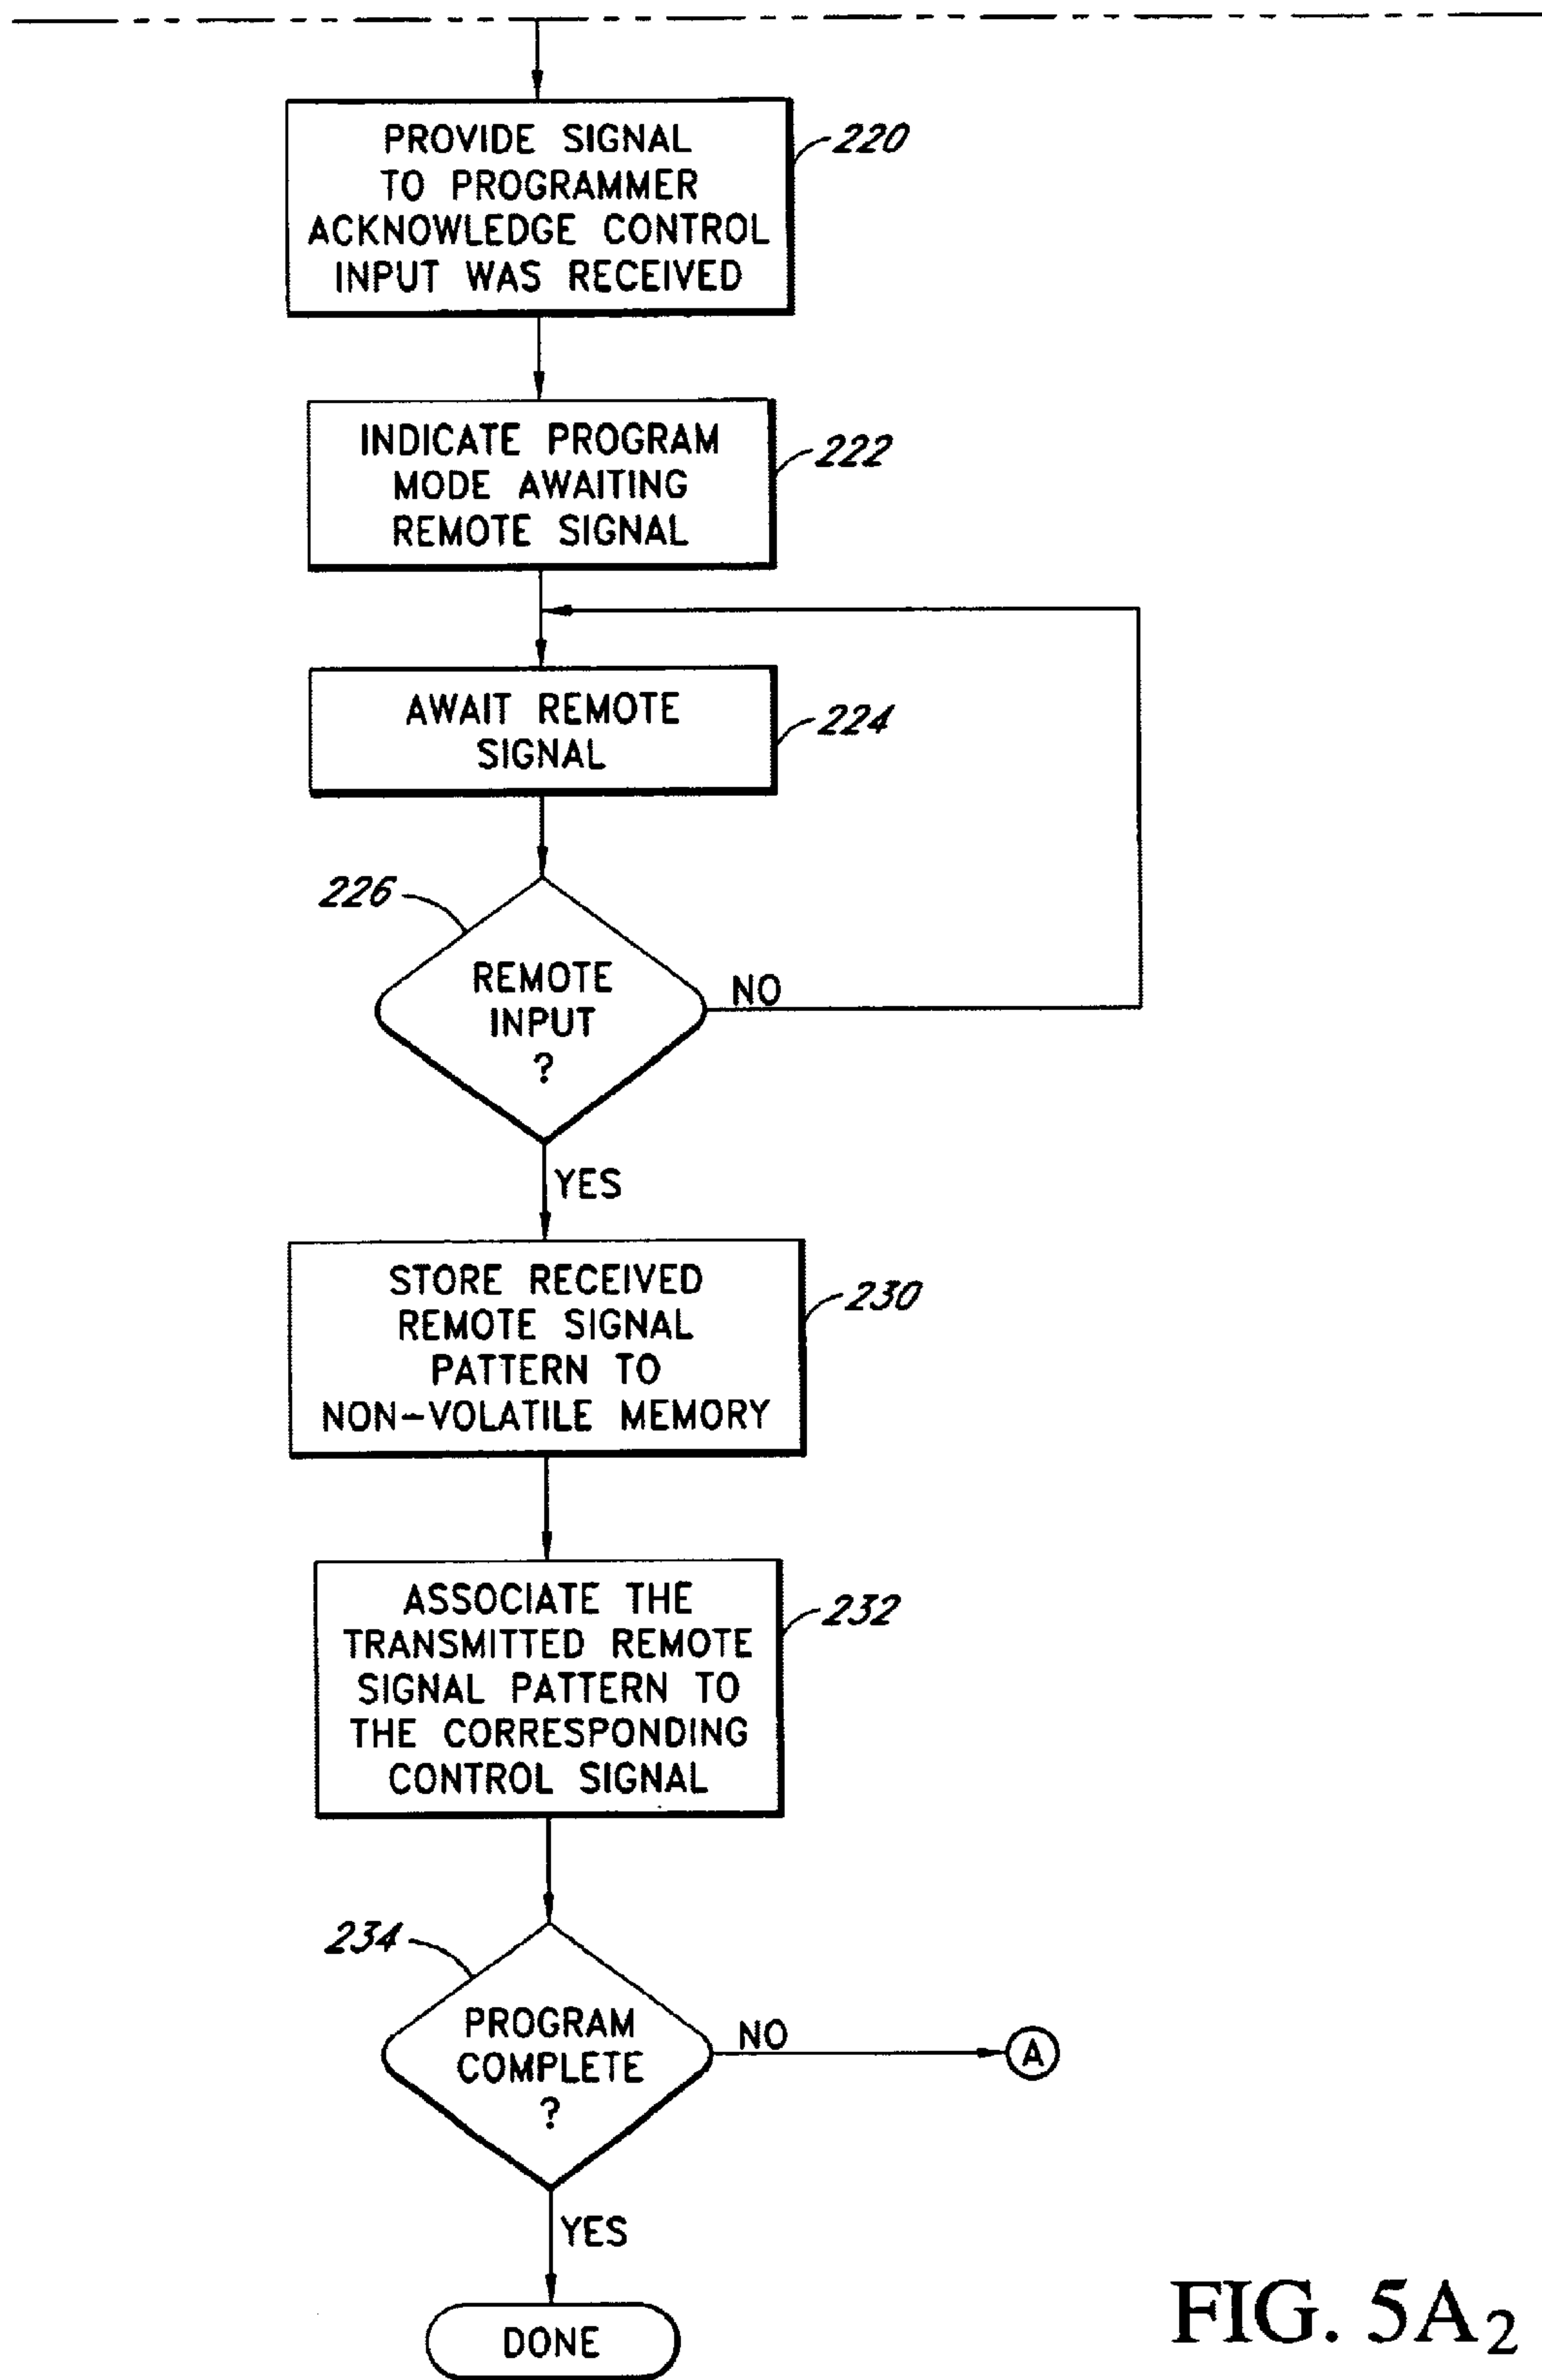 PROVIDE SIGNAL
TO PROGRAMMER
ACKNOWLEDGE CONTROL
INPUT WAS RECEIVED
220
INDICATE PROGRAM
MODE AWAITING
REMOTE SIGNAL
222
AWAIT REMOTE
SIGNAL
224
226
REMOTE
INPUT
?
NO
YES
STORE RECEIVED
REMOTE SIGNAL
PATTERN TO
NON-VOLATILE MEMORY
230
ASSOCIATE THE
TRANSMITTED REMOTE
SIGNAL PATTERN TO
THE CORRESPONDING
CONTROL SIGNAL
232
234
PROGRAM
COMPLETE
?
NO
A
YES
DONE
FIG. 5A2